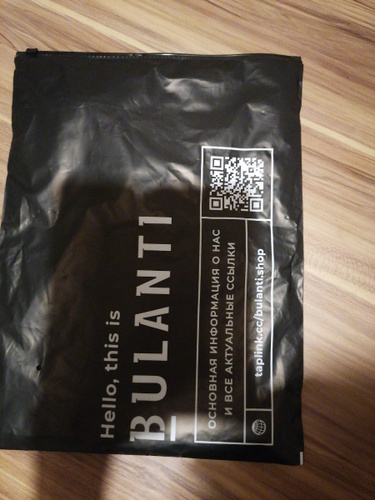 Hello, this is
BULANTI
ОСНОВНАЯ ИНФОРМАЦИЯ О НАС
И ВСЕ АКТУАЛЬНЫЕ ССЫЛКИ
taplink.cc/bulanti.shop